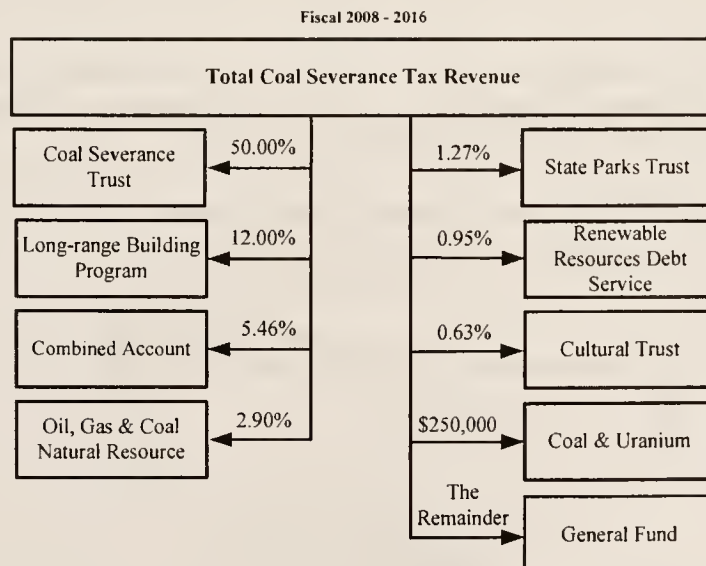 Fiscal 2008 - 2016
Total Coal Severance Tax Revenue
Coal Severance
Trust
50.00%
Long-range Building
Program
12.00%
Combined Account
5.46%
Oil, Gas & Coal
Natural Resource
2.90%
1.27%
State Parks Trust
0.95%
Renewable
Resources Debt
Service
0.63%
Cultural Trust
$250,000
Coal & Uranium
The
Remainder
General Fund